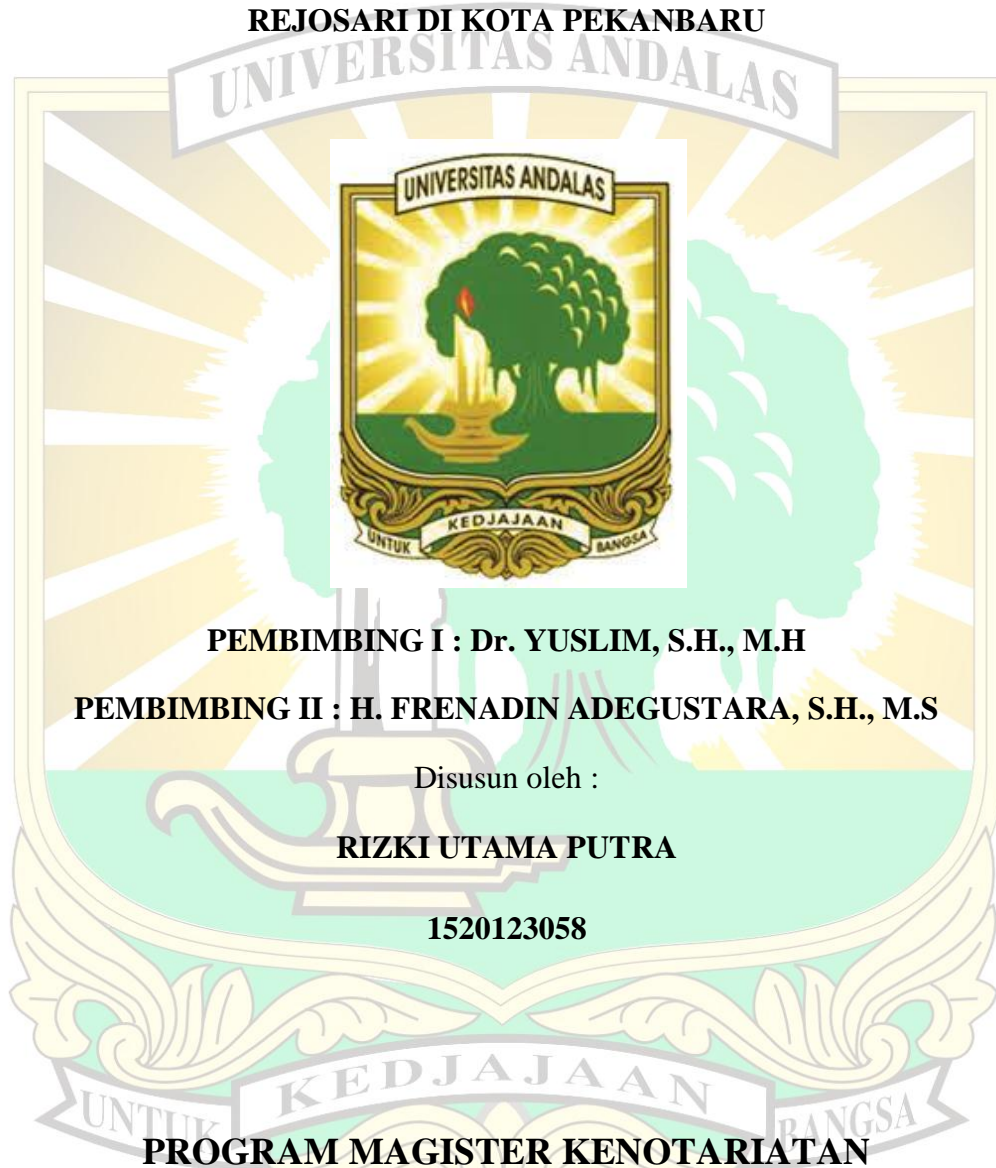 REJOSARI DI KOTA PEKANBARU
UNIVERSITAS ANDALAS
UNIVERSITAS ANDALAS
KEDJAJAAN
UNTUK BANGSA
PEMBIMBING I : Dr. YUSLIM, S.H., M.H
PEMBIMBING II : H. FRENADIN ADEGUSTARA, S.H., M.S
Disusun oleh :
RIZKI UTAMA PUTRA
1520123058
KEDJAJAAN
UNTUK BANGSA
PROGRAM MAGISTER KENOTARIATAN